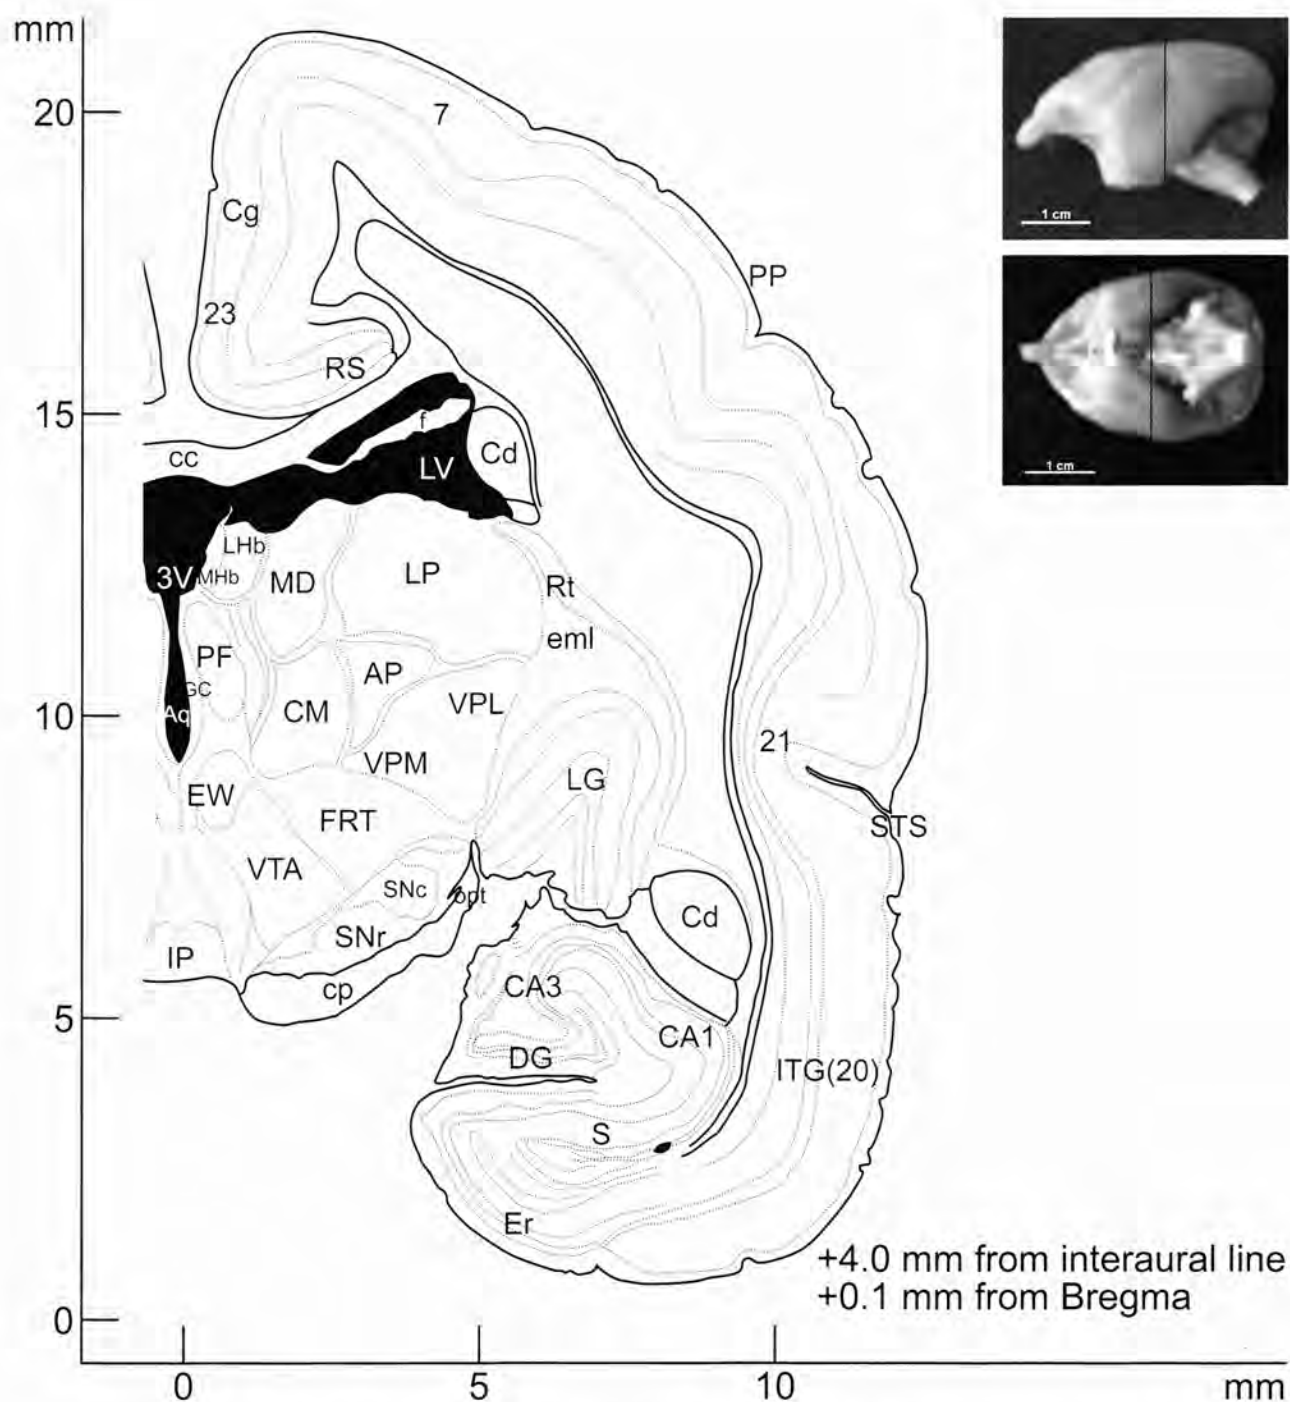 mm
20
7
Cg
1 cm
PP
23
RS
15
f
cc
LV
Cd
1 cm
LHb
3V
MHb
MD
LP
Rt
eml
PF
AP
GC
CM
VPL
10
Aq
21
VPM
LG
EW
FRT
STS
VTA
SNc
opt
Cd
SNr
IP
CA3
cp
5
CA1
DG
ITG(20)
S
Er
+4.0 mm from interaural line
+0.1 mm from Bregma
0
0
5
10
mm